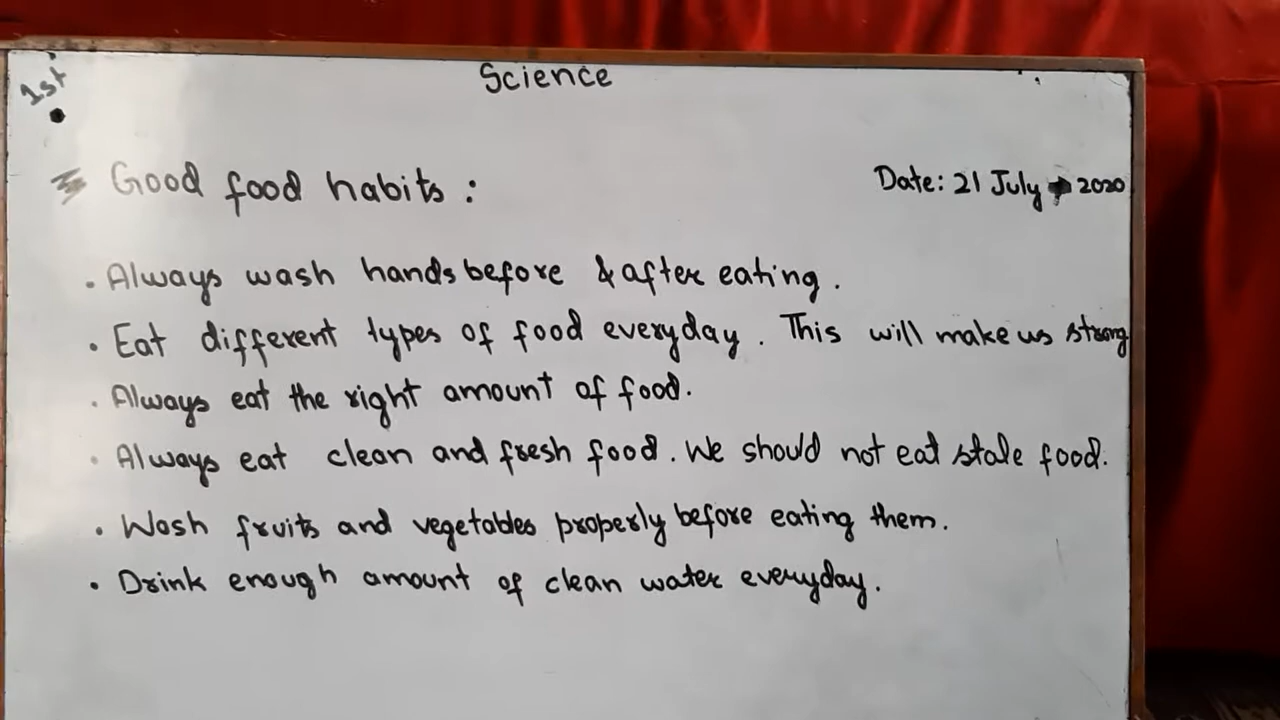 1st
Science
Good food habits :
Date: 21 July 2020
• Always wash hands before & after eating.
• Eat different types of food everyday. This will make us strong
• Always eat the right amount of food.
• Always eat clean and fresh food. We should not eat stale food.
• Wash fruits and vegetables properly before eating them.
• Drink enough amount of clean water everyday.